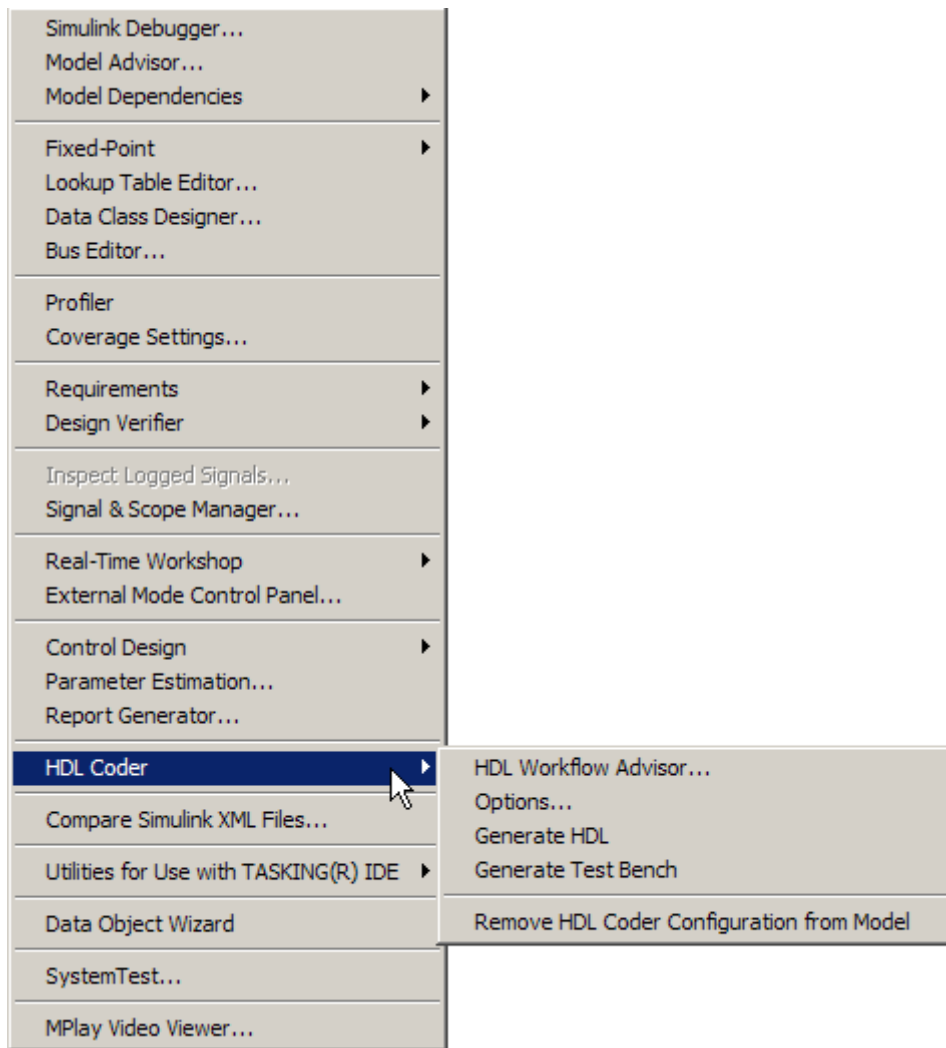 Simulink Debugger...
Model Advisor...
Model Dependencies
Fixed-Point
Lookup Table Editor...
Data Class Designer...
Bus Editor...
Profiler
Coverage Settings...
Requirements
Design Verifier
Inspect Logged Signals...
Signal & Scope Manager...
Real-Time Workshop
External Mode Control Panel...
Control Design
Parameter Estimation...
Report Generator...
HDL Coder
Compare Simulink XML Files...
Utilities for Use with TASKING(R) IDE
Data Object Wizard
SystemTest...
MPlay Video Viewer...
HDL Workflow Advisor...
Options...
Generate HDL
Generate Test Bench
Remove HDL Coder Configuration from Model